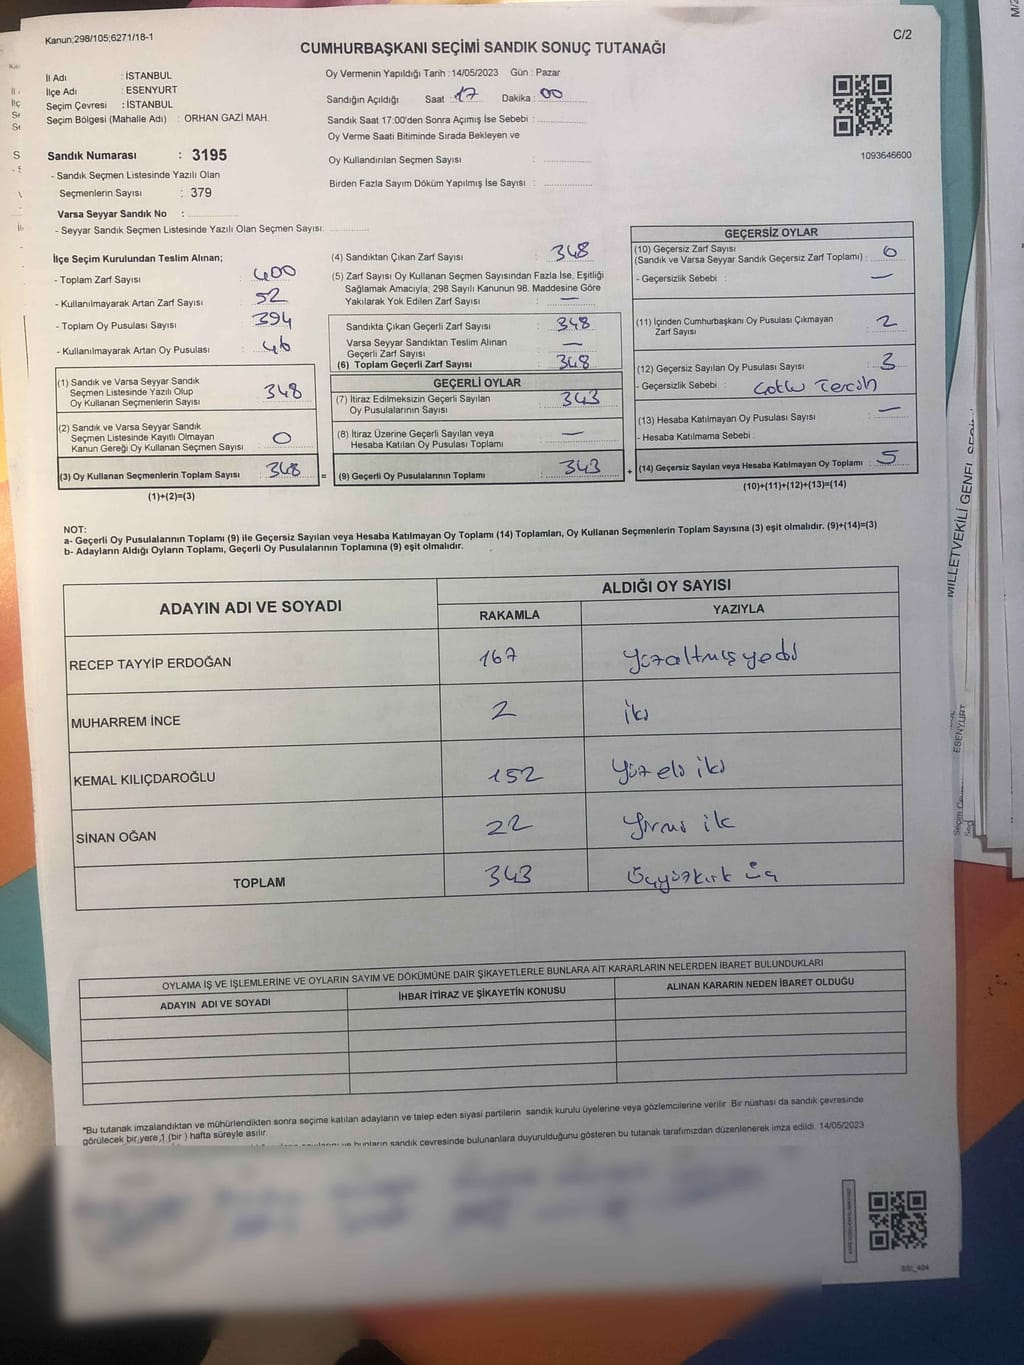 Kanun;298/105;6271/18-1
C/2
CUMHURBAŞKANI SEÇİMİ SANDIK SONUÇ TUTANAĞI
İl Adı : İSTANBUL
İlçe Adı : ESENYURT
Seçim Çevresi : İSTANBUL
Seçim Bölgesi (Mahalle Adı) : ORHAN GAZİ MAH.
Sandık Numarası : 3195
- Sandık Seçmen Listesinde Yazılı Olan
Seçmenlerin Sayısı : 379
Varsa Seyyar Sandık No :
- Seyyar Sandık Seçmen Listesinde Yazılı Olan Seçmen Sayısı:
Oy Vermenin Yapıldığı Tarih : 14/05/2023 Gün : Pazar
Sandığın Açıldığı Saat : 17 Dakika : 00
Sandık Saat 17:00'den Sonra Açımış İse Sebebi :
Oy Verme Saati Bitiminde Sırada Bekleyen ve
Oy Kullandırılan Seçmen Sayısı :
Birden Fazla Sayım Döküm Yapılmış İse Sayısı :
1093646600
İlçe Seçim Kurulundan Teslim Alınan;
- Toplam Zarf Sayısı : 400
- Kullanılmayarak Artan Zarf Sayısı : 52
- Toplam Oy Pusulası Sayısı : 394
- Kullanılmayarak Artan Oy Pusulası : 46
(1) Sandık ve Varsa Seyyar Sandık
Seçmen Listesinde Yazılı Olup
Oy Kullanan Seçmenlerin Sayısı : 348
(2) Sandık ve Varsa Seyyar Sandık
Seçmen Listesinde Kayıtlı Olmayan
Kanun Gereği Oy Kullanan Seçmen Sayısı : 0
(3) Oy Kullanan Seçmenlerin Toplam Sayısı : 348
(1)+(2)=(3)
(4) Sandıktan Çıkan Zarf Sayısı : 348
(5) Zarf Sayısı Oy Kullanan Seçmen Sayısından Fazla İse, Eşitliği
Sağlamak Amacıyla; 298 Sayılı Kanunun 98. Maddesine Göre
Yakılarak Yok Edilen Zarf Sayısı : —
Sandıkta Çıkan Geçerli Zarf Sayısı : 348
Varsa Seyyar Sandıktan Teslim Alınan
Geçerli Zarf Sayısı : —
(6) Toplam Geçerli Zarf Sayısı : 348
GEÇERLİ OYLAR
(7) İtiraz Edilmeksizin Geçerli Sayılan
Oy Pusulalarının Sayısı : 343
(8) İtiraz Üzerine Geçerli Sayılan veya
Hesaba Katılan Oy Pusulası Toplamı : —
= (9) Geçerli Oy Pusulalarının Toplamı : 343 +
GEÇERSİZ OYLAR
(10) Geçersiz Zarf Sayısı
(Sandık ve Varsa Seyyar Sandık Geçersiz Zarf Toplamı) : 0
- Geçersizlik Sebebi : —
(11) İçinden Cumhurbaşkanı Oy Pusulası Çıkmayan
Zarf Sayısı : 2
(12) Geçersiz Sayılan Oy Pusulası Sayısı : 3
- Geçersizlik Sebebi : Çoklu Tercih
(13) Hesaba Katılmayan Oy Pusulası Sayısı : —
- Hesaba Katılmama Sebebi :
(14) Geçersiz Sayılan veya Hesaba Katılmayan Oy Toplamı : 5
(10)+(11)+(12)+(13)=(14)
NOT:
a- Geçerli Oy Pusulalarının Toplamı (9) ile Geçersiz Sayılan veya Hesaba Katılmayan Oy Toplamı (14) Toplamları, Oy Kullanan Seçmenlerin Toplam Sayısına (3) eşit olmalıdır. (9)+(14)=(3)
b- Adayların Aldığı Oyların Toplamı, Geçerli Oy Pusulalarının Toplamına (9) eşit olmalıdır.
ADAYIN ADI VE SOYADI ALDIĞI OY SAYISI
RAKAMLA YAZIYLA
RECEP TAYYİP ERDOĞAN 167 yüzaltmışyedi
MUHARREM İNCE 2 iki
KEMAL KILIÇDAROĞLU 152 yüzelli iki
SİNAN OĞAN 22 yirmi iki
TOPLAM 343 Üçyüzkırk üç
OYLAMA İŞ VE İŞLEMLERİNE VE OYLARIN SAYIM VE DÖKÜMÜNE DAİR ŞİKAYETLERLE BUNLARA AİT KARARLARIN NELERDEN İBARET BULUNDUKLARI
ADAYIN ADI VE SOYADI İHBAR İTİRAZ VE ŞİKAYETİN KONUSU ALINAN KARARIN NEDEN İBARET OLDUĞU
*Bu tutanak imzalandıktan ve mühürlendikten sonra seçime katılan adayların ve talep eden siyasi partilerin sandık kurulu üyelerine veya gözlemcilerine verilir .Bir nüshası da sandık çevresinde
görülecek bir yere 1 (bir ) hafta süreyle asılır.
ve bunların sandık çevresinde bulunanlara duyurulduğunu gösteren bu tutanak tarafımızdan düzenlenerek imza edildi. 14/05/2023
MİLLETVEKİLİ GENEL
ESENYURT